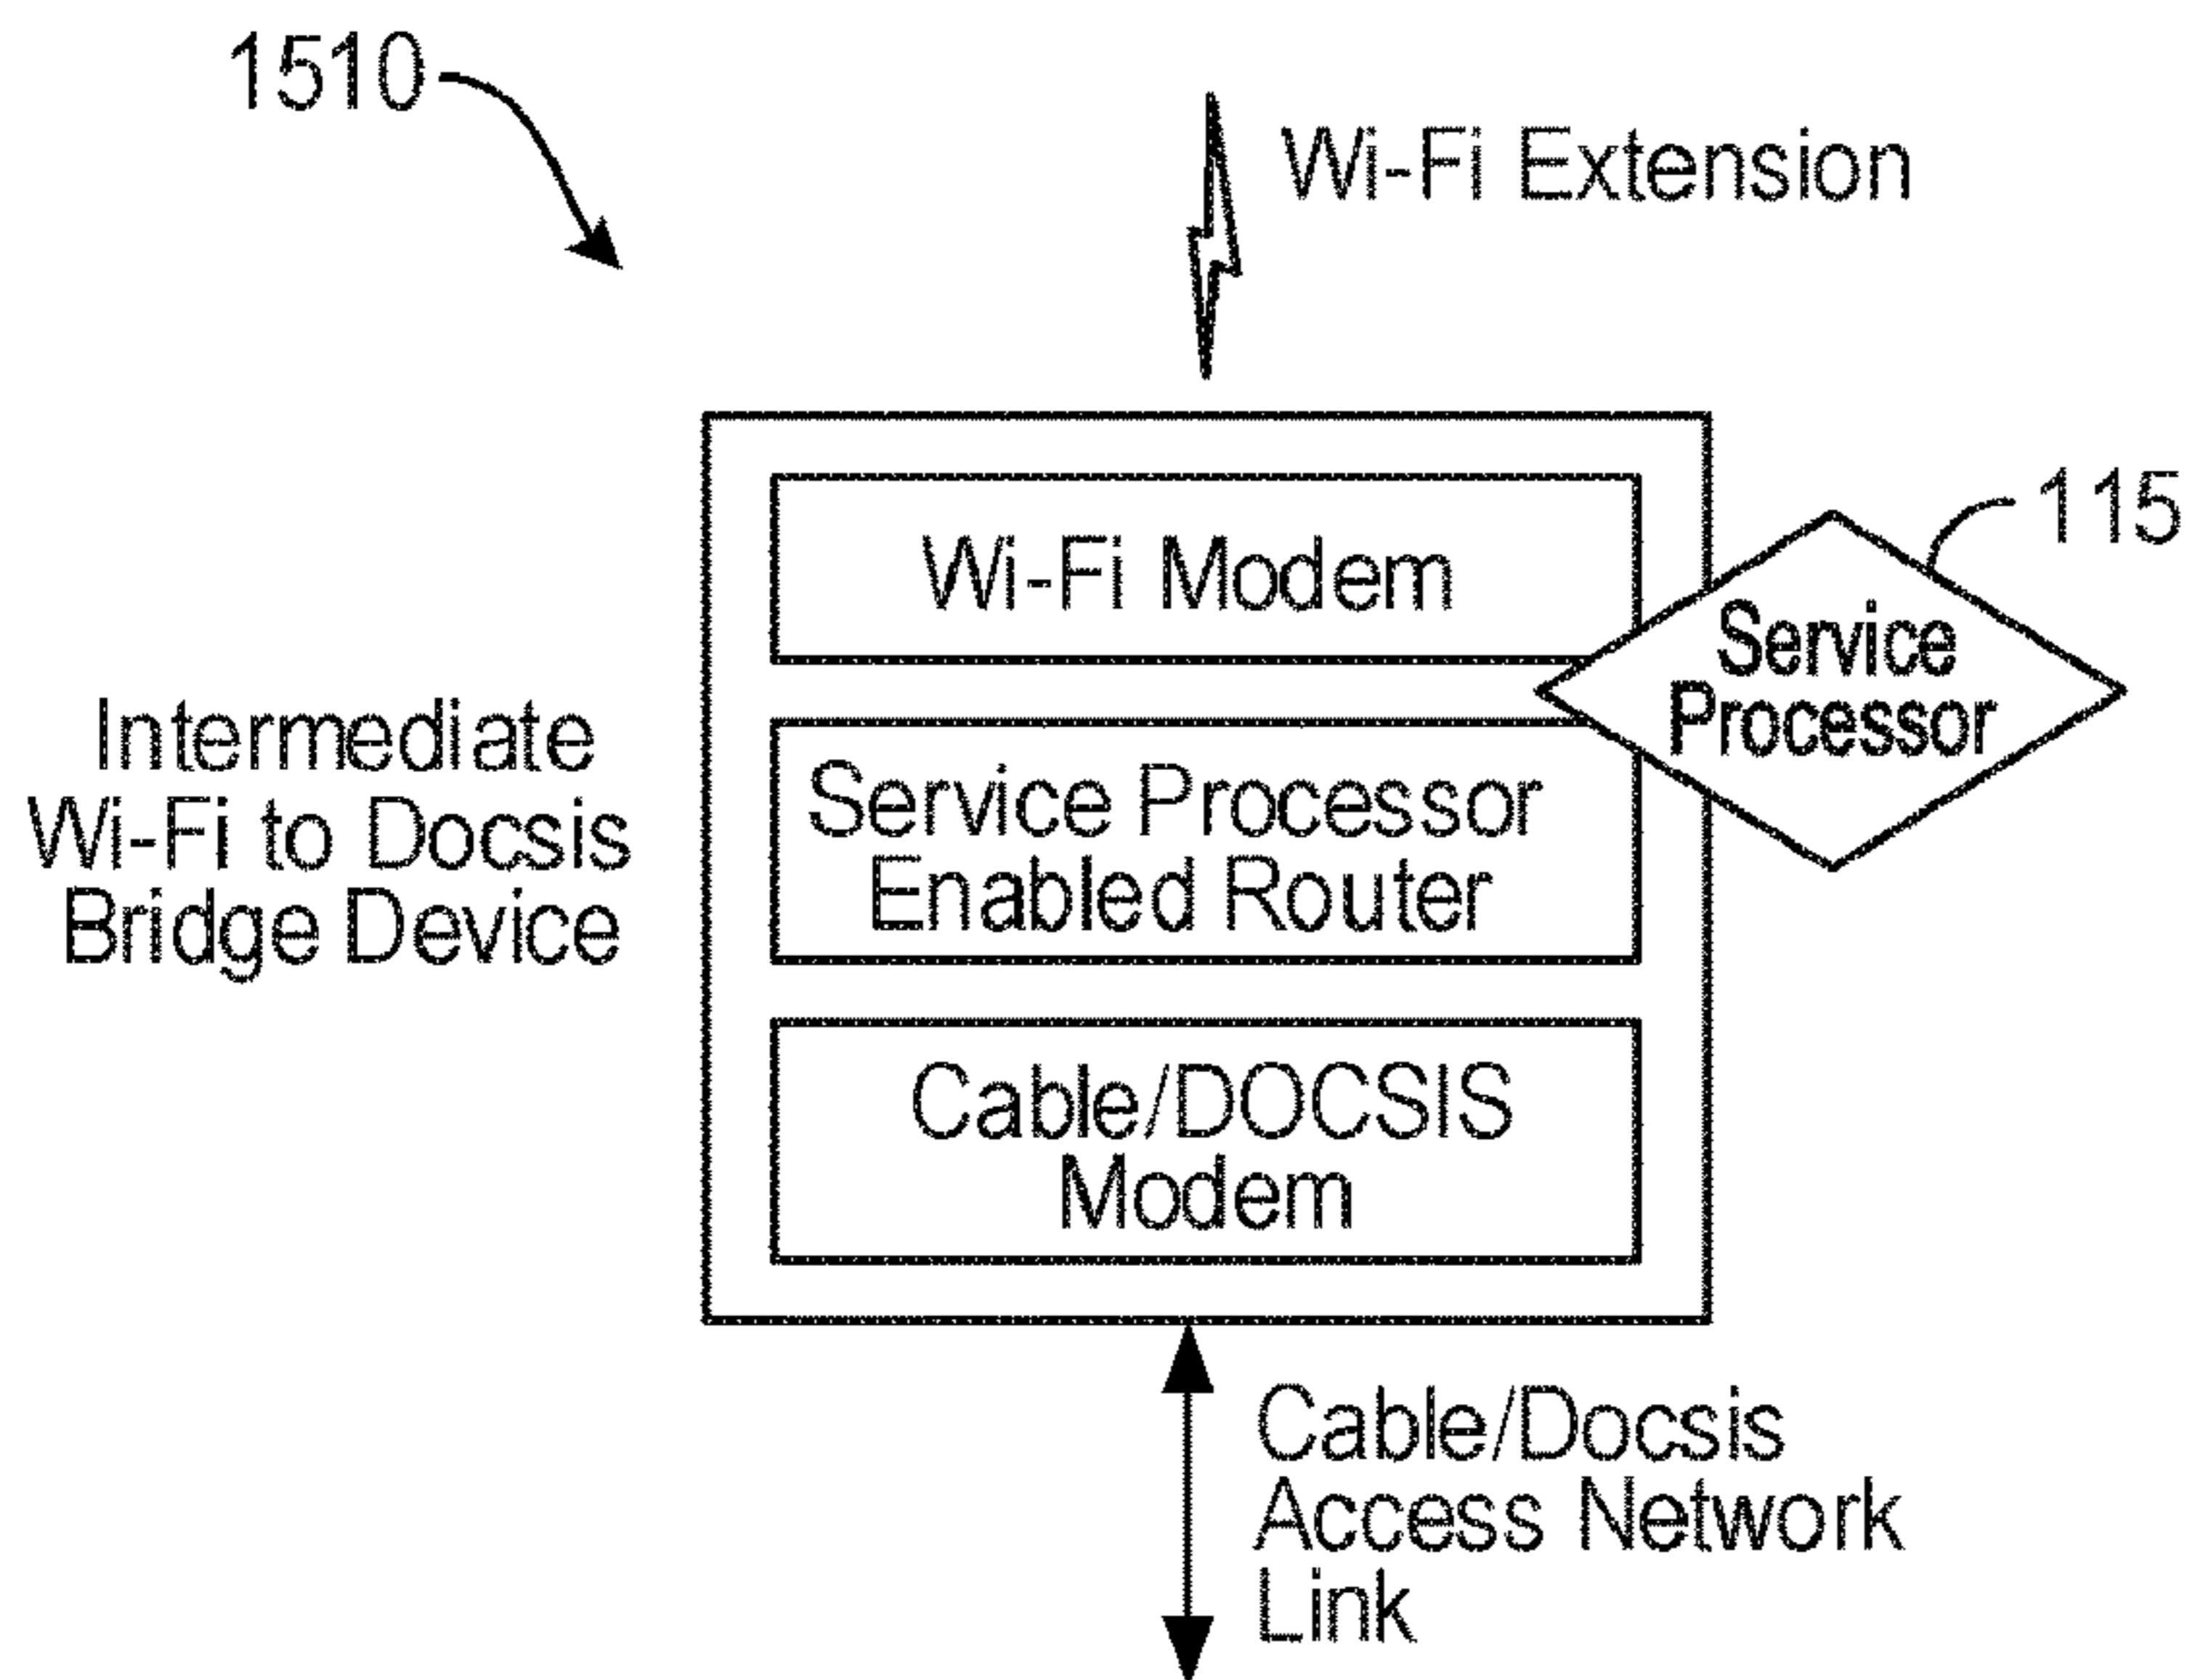 1510
Wi-Fi Extension
Wi-Fi Modem
115
Service
Processor
Intermediate
Wi-Fi to Docsis
Bridge Device
Service Processor
Enabled Router
Cable/DOCSIS
Modem
Cable/Docsis
Access Network
Link